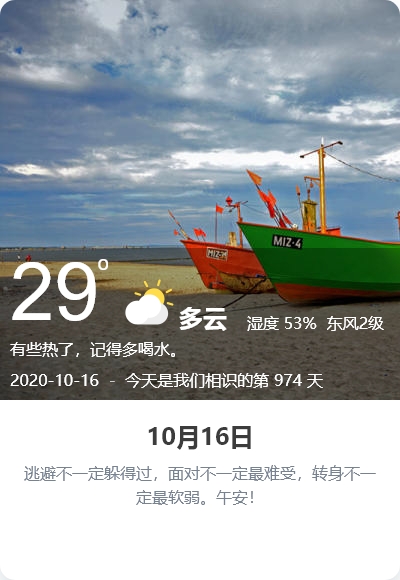 MIZ-4
29°
多云
湿度 53% 东风2级
有些热了，记得多喝水。
2020-10-16 - 今天是我们相识的第 974 天
10月16日
逃避不一定躲得过，面对不一定最难受，转身不一
定最软弱。午安！